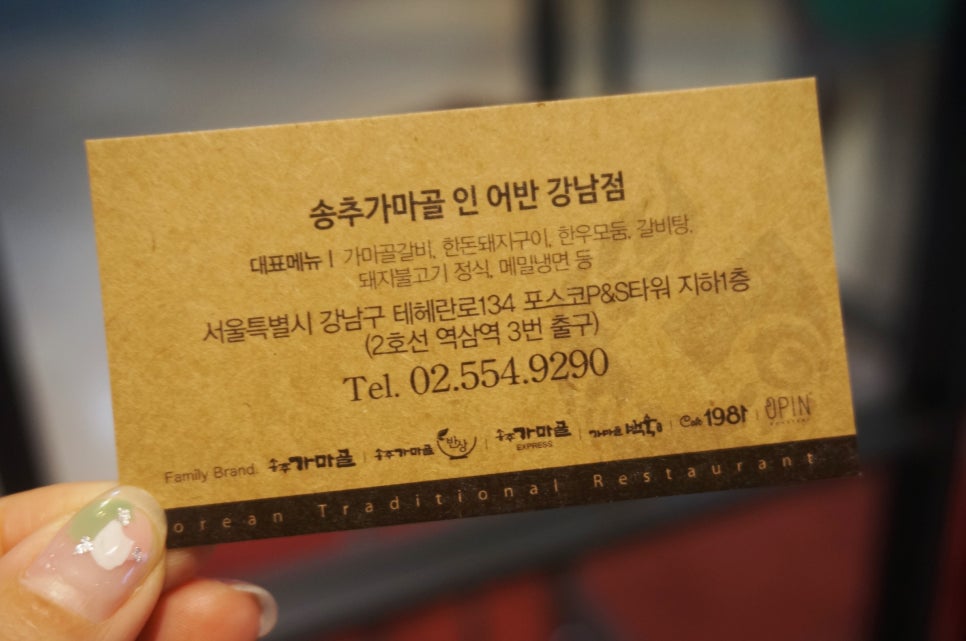 송추가마골 인 어반 강남점
대표메뉴 | 가마골갈비, 한돈돼지구이, 한우모둠, 갈비탕,
돼지불고기 정식, 메밀냉면 등
서울특별시 강남구 테헤란로134 포스코P&S타워 지하1층
(2호선 역삼역 3번 출구)
Tel. 02.554.9290
Family Brand 송추가마골 | 송추가마골 반상 | 송추가마골 EXPRESS | 가마골 | Cafe 1981 | OPIN
orean Traditional Restaurant